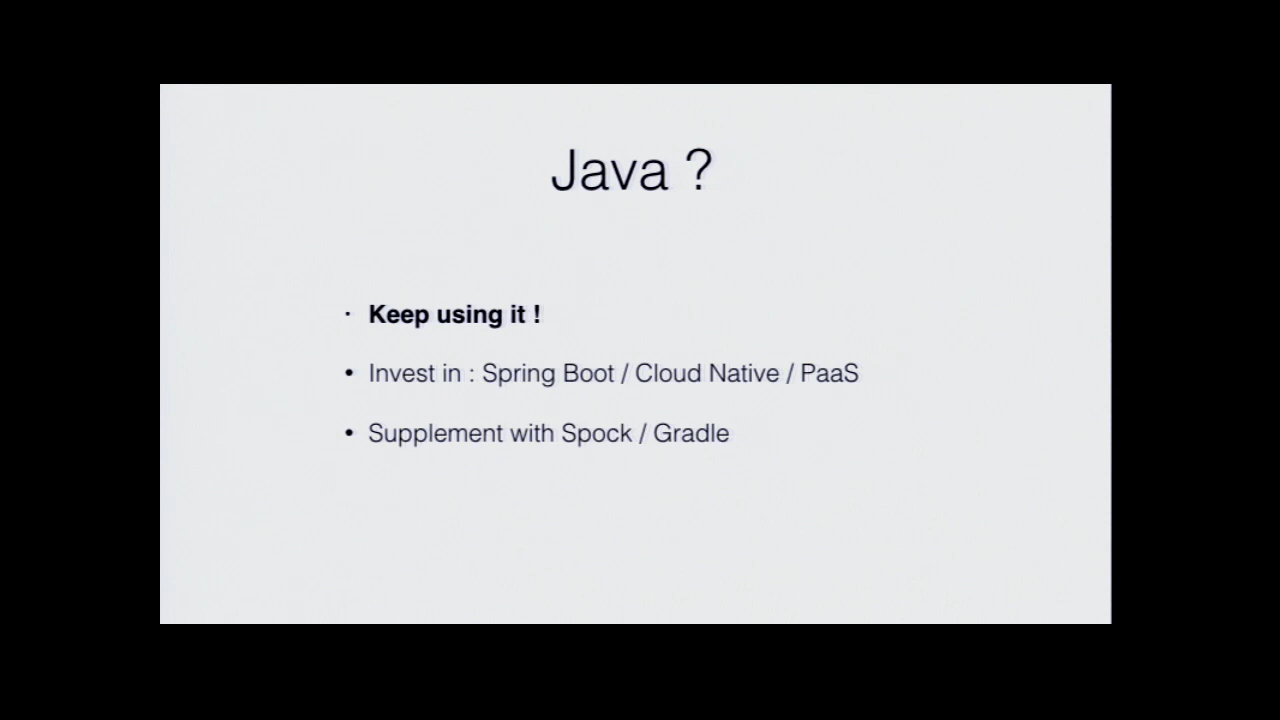 Java ?
· Keep using it !
• Invest in : Spring Boot / Cloud Native / PaaS
• Supplement with Spock / Gradle